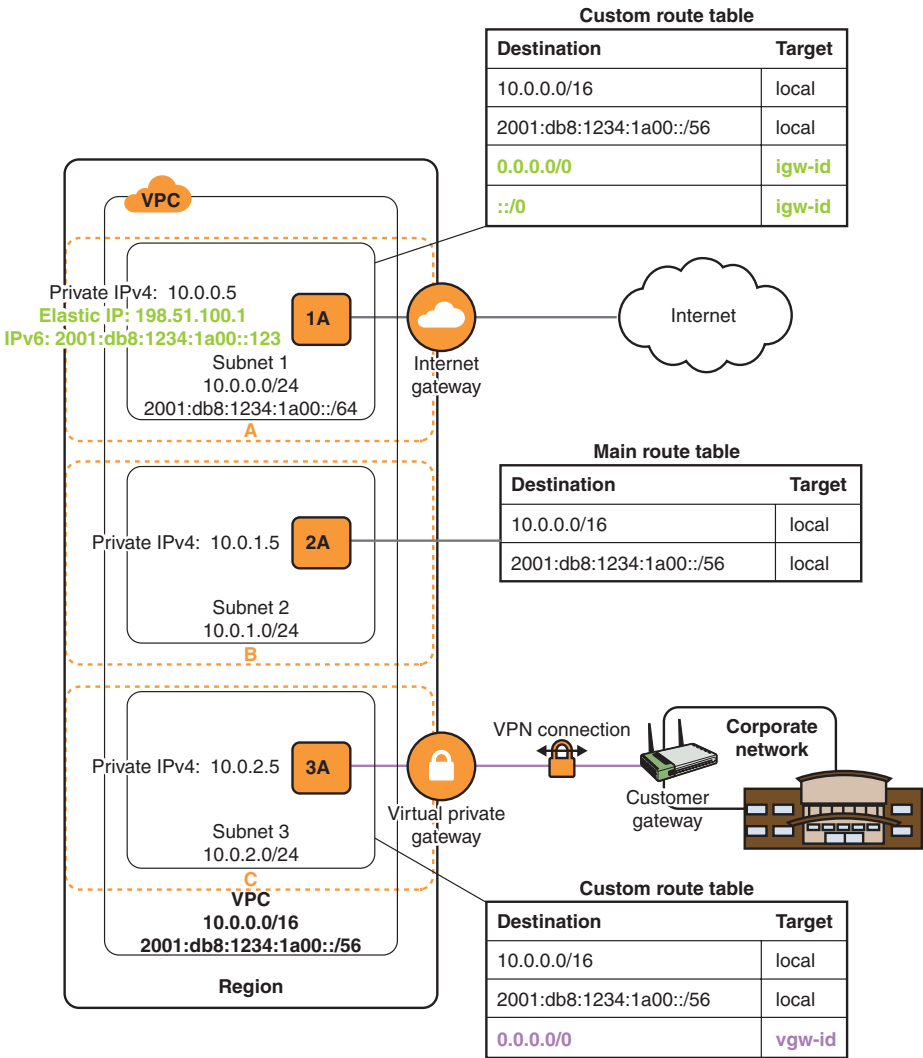 Custom route table
Destination Target
10.0.0.0/16 local
2001:db8:1234:1a00::/56 local
0.0.0.0/0 igw-id
::/0 igw-id
VPC
Private IPv4: 10.0.0.5
Elastic IP: 198.51.100.1
IPv6: 2001:db8:1234:1a00::123
1A
Subnet 1
10.0.0.0/24
2001:db8:1234:1a00::/64
A
Internet
gateway
Internet
Main route table
Destination Target
10.0.0.0/16 local
2001:db8:1234:1a00::/56 local
Private IPv4: 10.0.1.5
2A
Subnet 2
10.0.1.0/24
B
Private IPv4: 10.0.2.5
3A
Subnet 3
10.0.2.0/24
C
Virtual private
gateway
VPN connection
Customer
gateway
Corporate
network
VPC
10.0.0.0/16
2001:db8:1234:1a00::/56
Region
Custom route table
Destination Target
10.0.0.0/16 local
2001:db8:1234:1a00::/56 local
0.0.0.0/0 vgw-id